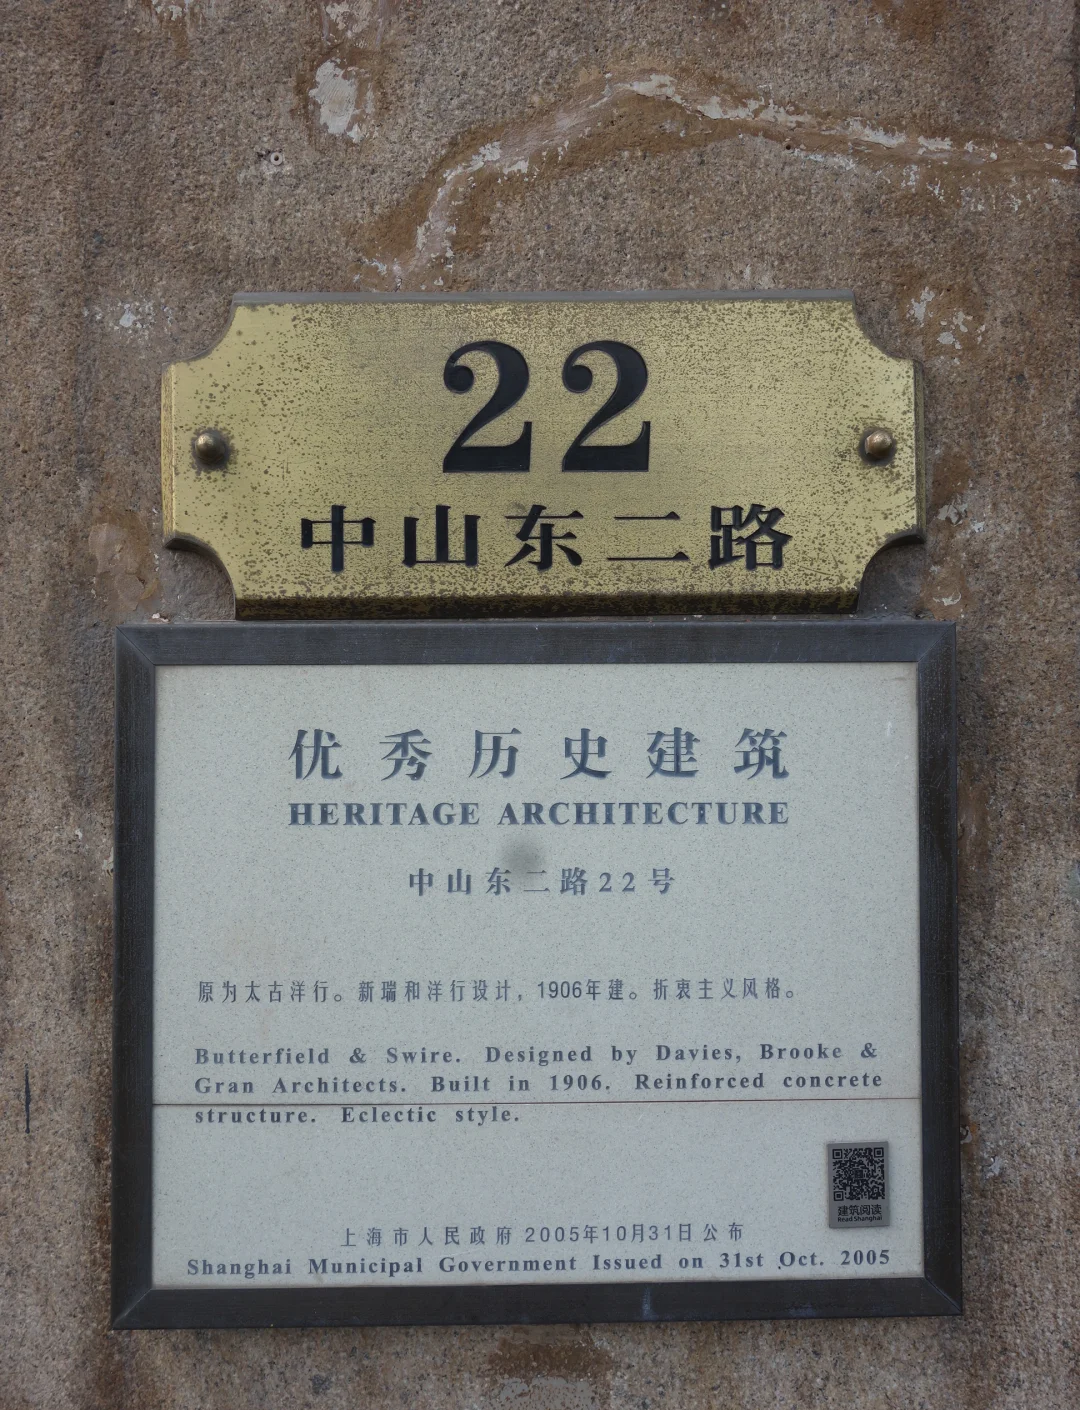 22
中山东二路
优秀历史建筑
HERITAGE ARCHITECTURE
中山东二路22号
原为太古洋行。新瑞和洋行设计，1906年建。折衷主义风格。
Butterfield & Swire. Designed by Davies, Brooke &
Gran Architects. Built in 1906. Reinforced concrete
structure. Eclectic style.
建筑阅读
Read Shanghai
上海市人民政府 2005年10月31日公布
Shanghai Municipal Government Issued on 31st Oct. 2005